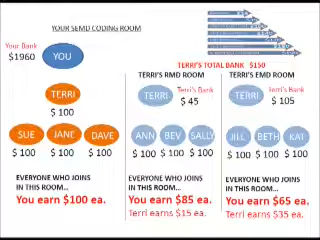 YOUR SEMD CODING ROOM
Your Bank
$1960
YOU
TERRI'S TOTAL BANK $150
TERRI'S RMD ROOM
TERRI'S EMD ROOM
TERRI
$ 100
TERRI
Terri's Bank
$ 45
TERRI
Terri's Bank
$ 105
SUE JANE DAVE
$ 100 $ 100 $ 100
ANN BEV SALLY
$ 100 $ 100 $ 100
JILL BETH KAT
$ 100 $ 100 $ 100
EVERYONE WHO JOINS
IN THIS ROOM...
You earn $100 ea.
EVERYONE WHO JOINS
IN THIS ROOM...
You earn $85 ea.
Terri earns $15 ea.
EVERYONE WHO JOINS
IN THIS ROOM...
You earn $65 ea.
Terri earns $35 ea.